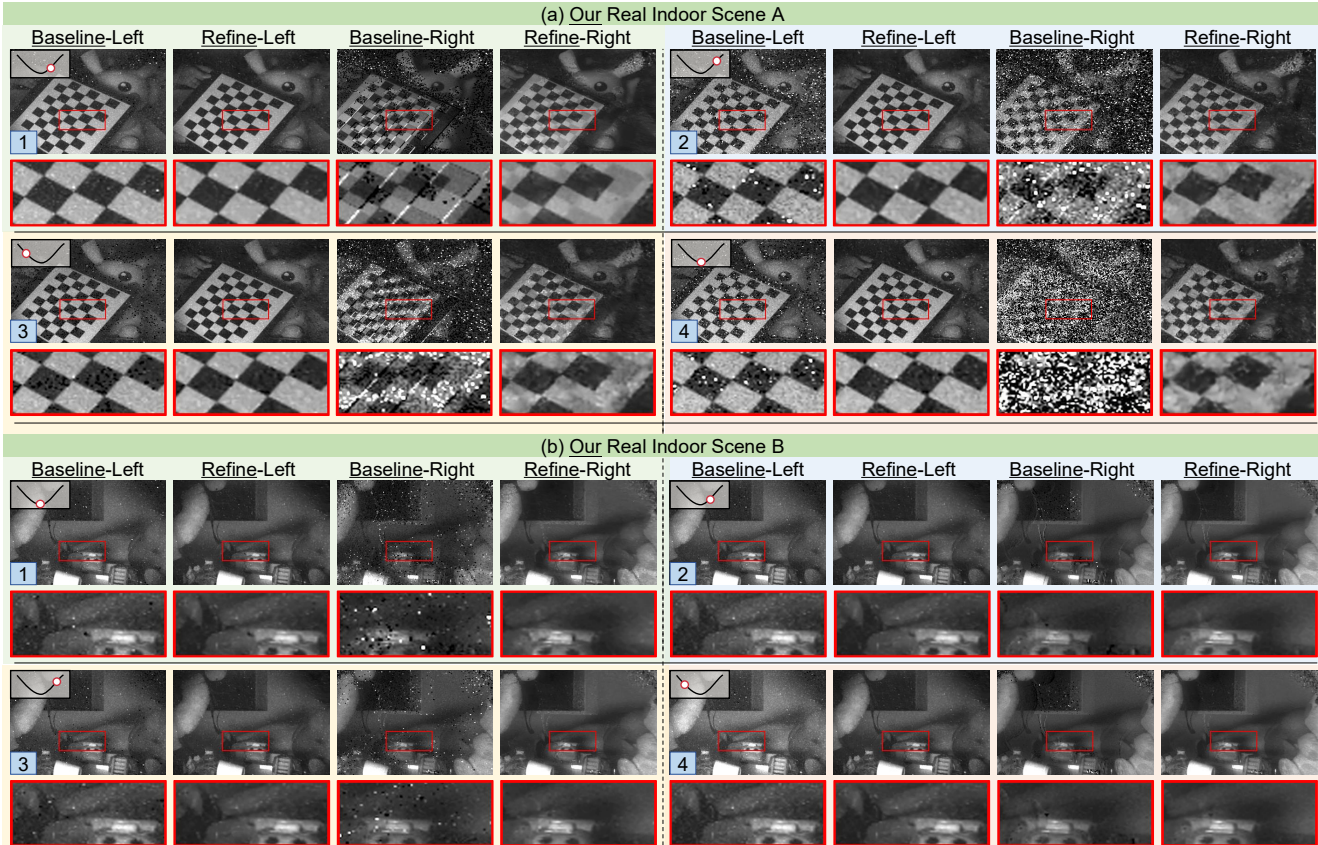 (a) Our Real Indoor Scene A
Baseline-Left Refine-Left Baseline-Right Refine-Right Baseline-Left Refine-Left Baseline-Right Refine-Right
1 2
3 4
(b) Our Real Indoor Scene B
Baseline-Left Refine-Left Baseline-Right Refine-Right Baseline-Left Refine-Left Baseline-Right Refine-Right
1 2
3 4